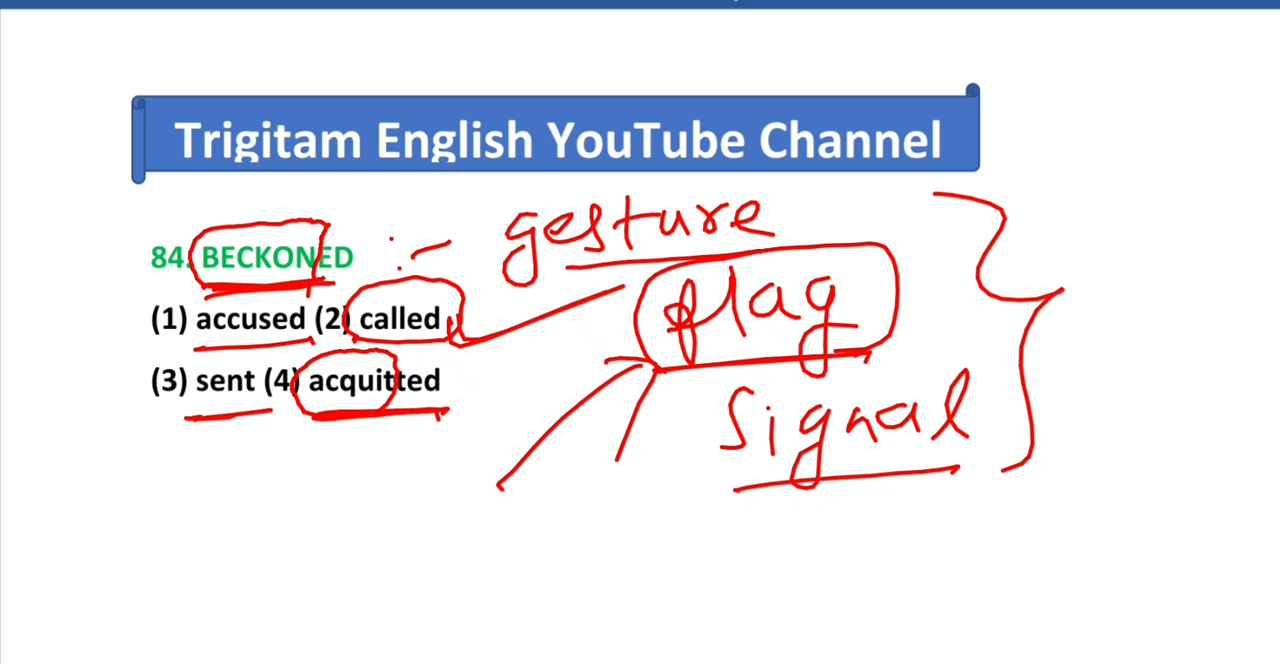 Trigitam English YouTube Channel
84. BECKONED :- gesture
(1) accused (2) called flag
(3) sent (4) acquitted signal